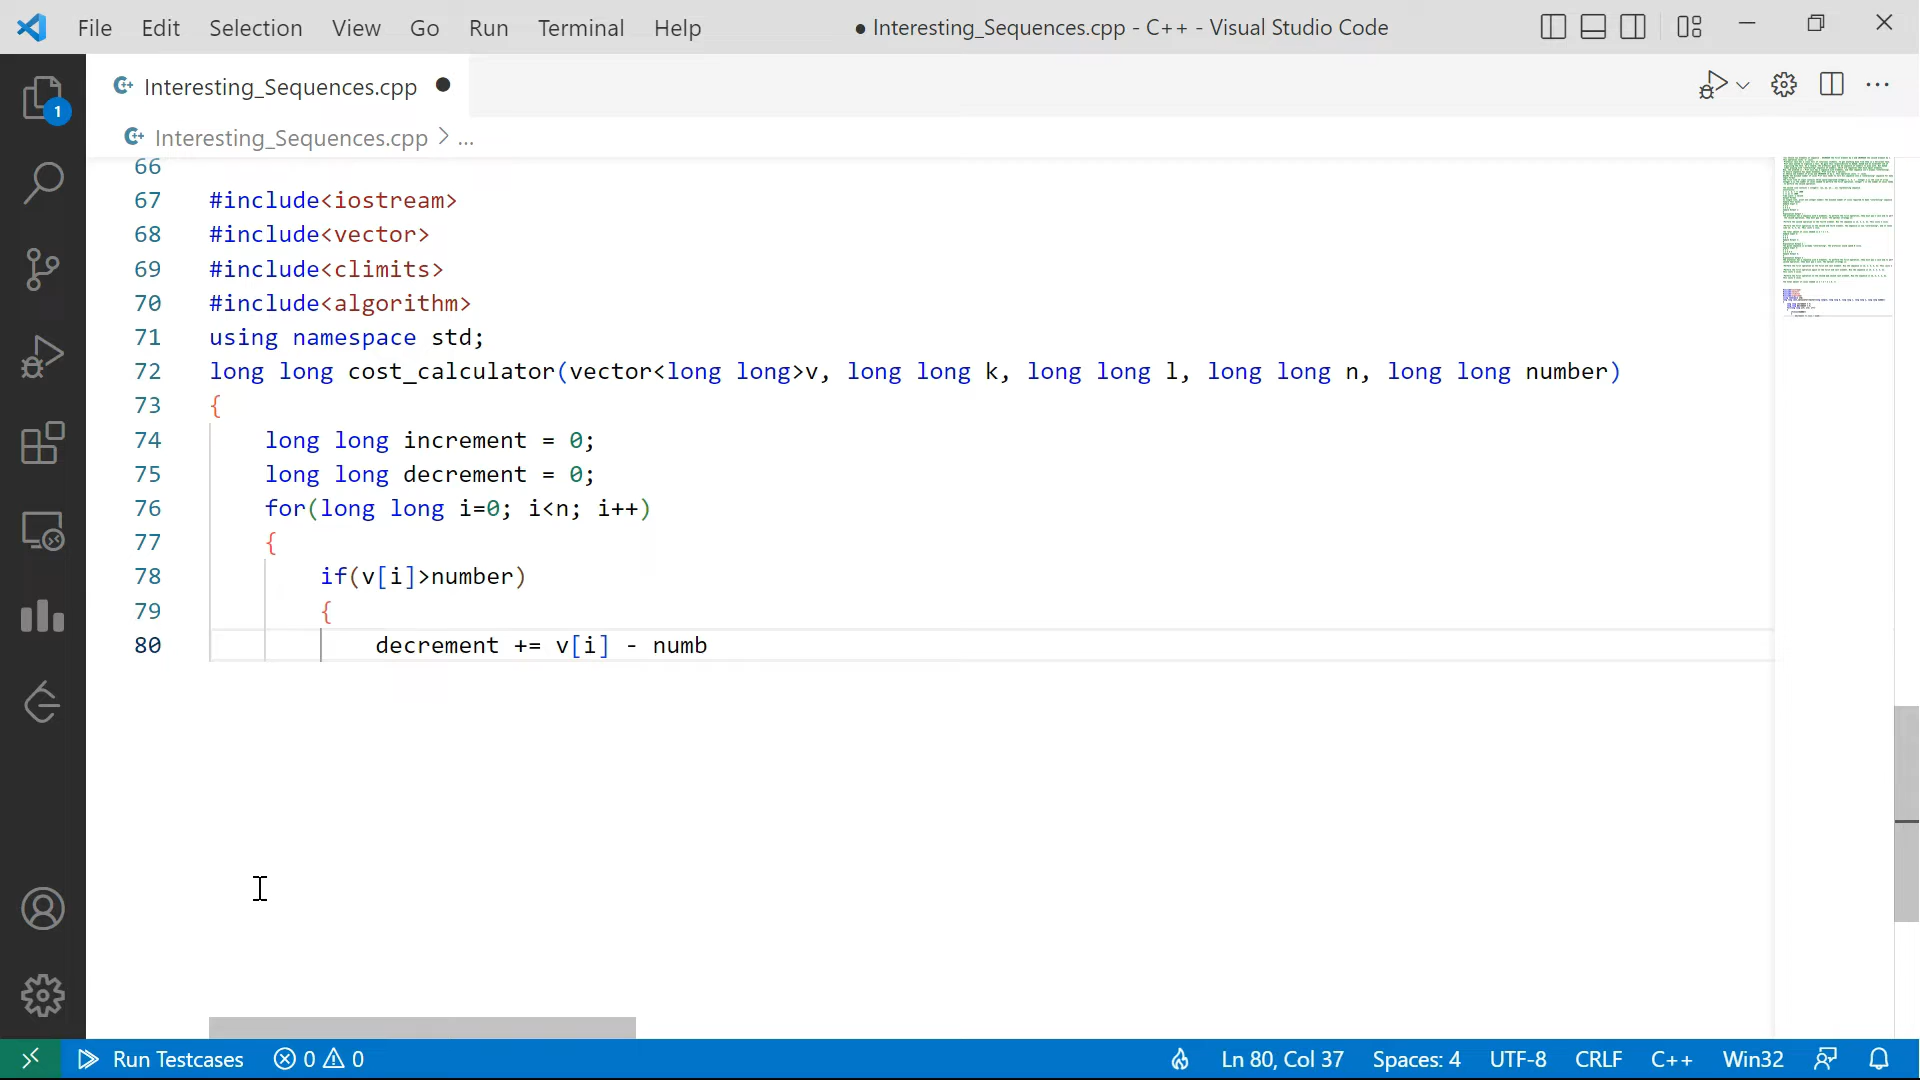 File Edit Selection View Go Run Terminal Help ● Interesting_Sequences.cpp - C++ - Visual Studio Code
Interesting_Sequences.cpp ●
Interesting_Sequences.cpp > ...
1
66
67 #include<iostream>
68 #include<vector>
69 #include<climits>
70 #include<algorithm>
71 using namespace std;
72 long long cost_calculator(vector<long long>v, long long k, long long l, long long n, long long number)
73 {
74     long long increment = 0;
75     long long decrement = 0;
76     for(long long i=0; i<n; i++)
77     {
78         if(v[i]>number)
79         {
80             decrement += v[i] - numb
Run Testcases 0 0 Ln 80, Col 37 Spaces: 4 UTF-8 CRLF C++ Win32